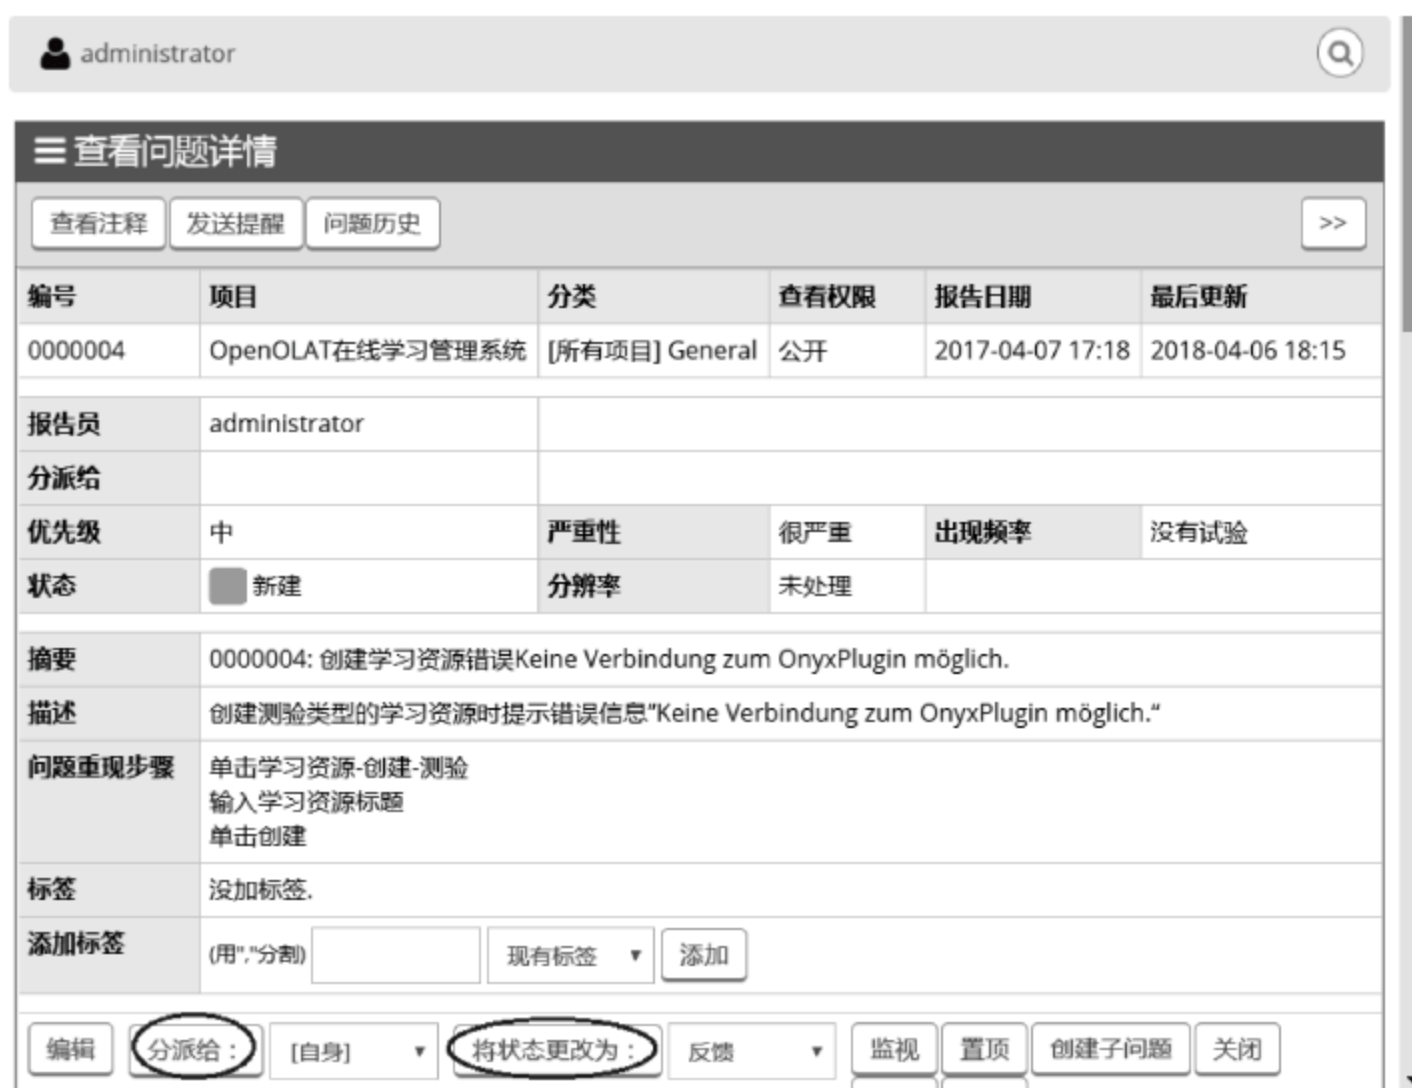 administrator
查看问题详情
查看注释 发送提醒 问题历史 >>
编号 项目 分类 查看权限 报告日期 最后更新
0000004 OpenOLAT在线学习管理系统 [所有项目] General 公开 2017-04-07 17:18 2018-04-06 18:15
报告员 administrator
分派给
优先级 中 严重性 很严重 出现频率 没有试验
状态 新建 分辨率 未处理
摘要 0000004: 创建学习资源错误Keine Verbindung zum OnyxPlugin möglich.
描述 创建测验类型的学习资源时提示错误信息"Keine Verbindung zum OnyxPlugin möglich.“
问题重现步骤 单击学习资源-创建-测验
输入学习资源标题
单击创建
标签 没加标签.
添加标签 (用","分割) 现有标签 添加
编辑 分派给： [自身] 将状态更改为： 反馈 监视 置顶 创建子问题 关闭